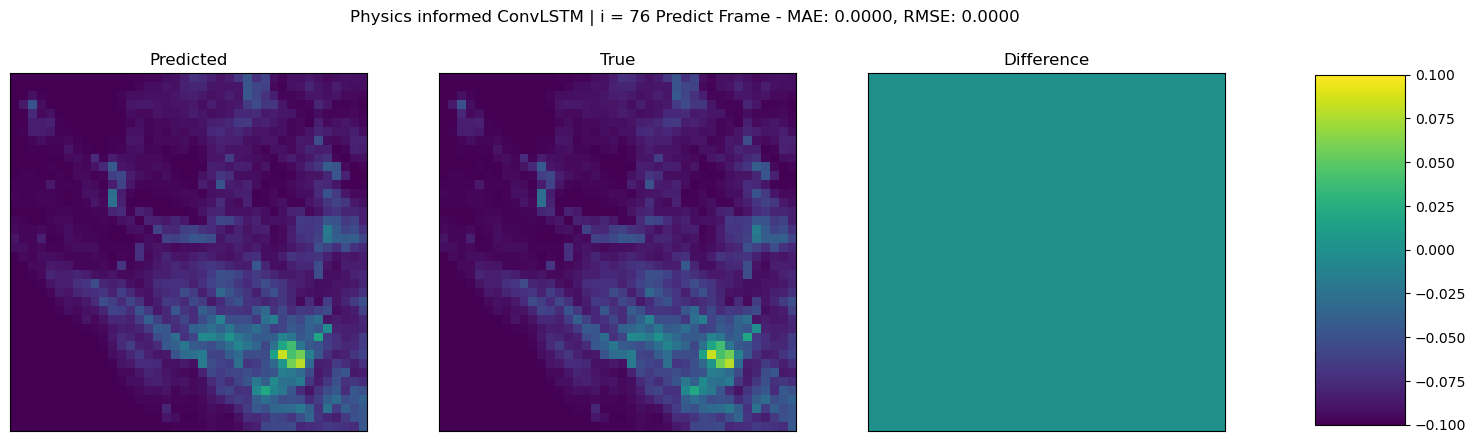 Physics informed ConvLSTM | i = 76 Predict Frame - MAE: 0.0000, RMSE: 0.0000
Predicted
True
Difference
0.100
0.075
0.050
0.025
0.000
−0.025
−0.050
−0.075
−0.100